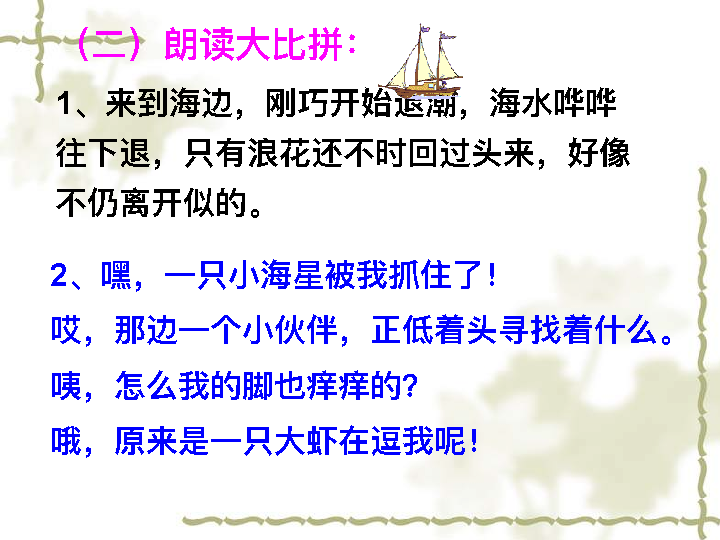 （二）朗读大比拼：
1、来到海边，刚巧开始退潮，海水哗哗
往下退，只有浪花还不时回过头来，好像
不仍离开似的。
2、嘿，一只小海星被我抓住了！
哎，那边一个小伙伴，正低着头寻找着什么。
咦，怎么我的脚也痒痒的？
哦，原来是一只大虾在逗我呢！